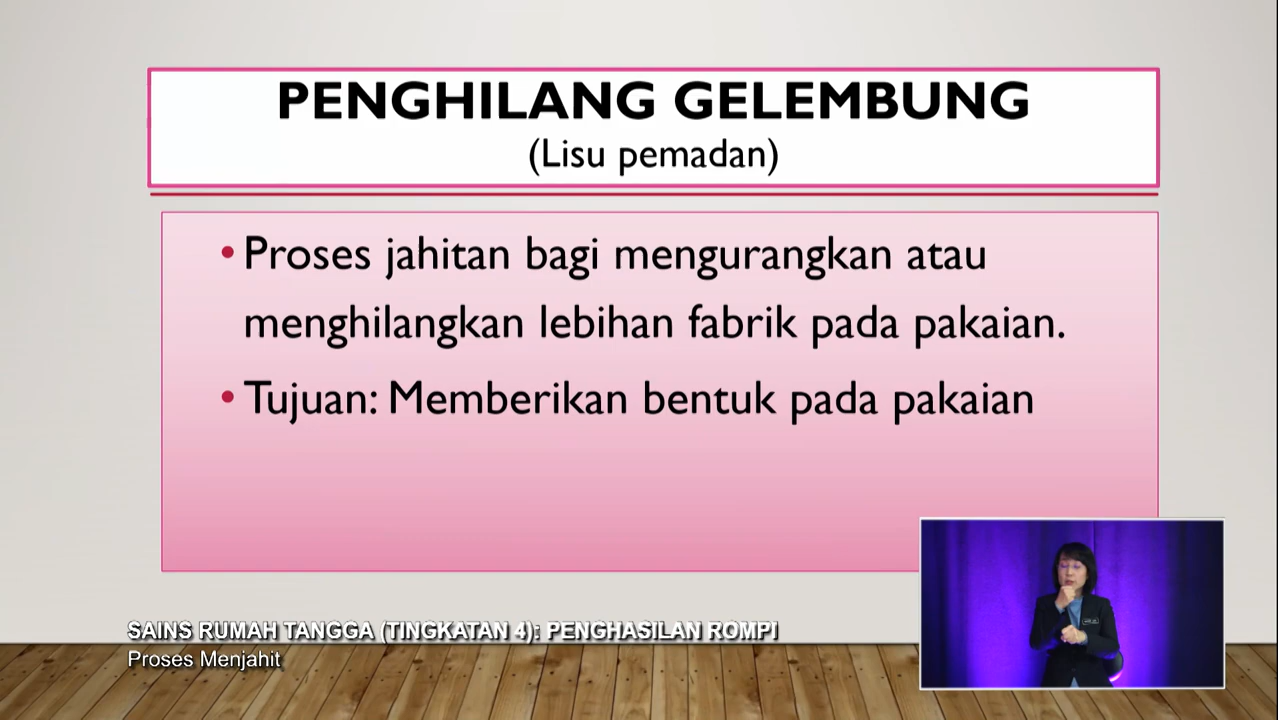 PENGHILANG GELEMBUNG
(Lisu pemadan)
• Proses jahitan bagi mengurangkan atau
menghilangkan lebihan fabrik pada pakaian.
• Tujuan: Memberikan bentuk pada pakaian
SAINS RUMAH TANGGA (TINGKATAN 4): PENGHASILAN ROMPI
Proses Menjahit